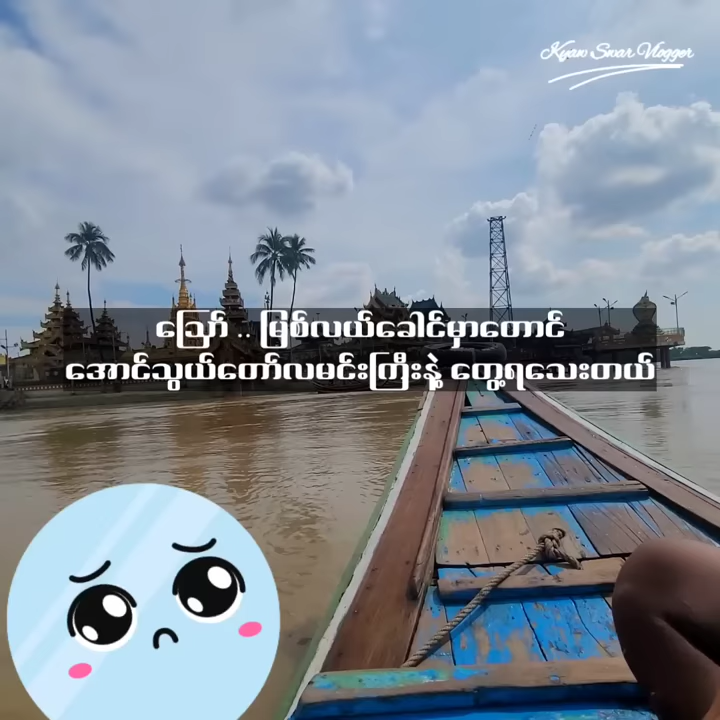 Kyaw Swar Vlogger
ဩော် .. မြစ်လယ်ခေါင်မှာတောင်
အောင်သွယ်တော်လမင်းကြီးနဲ့ တွေ့ရသေးတယ်